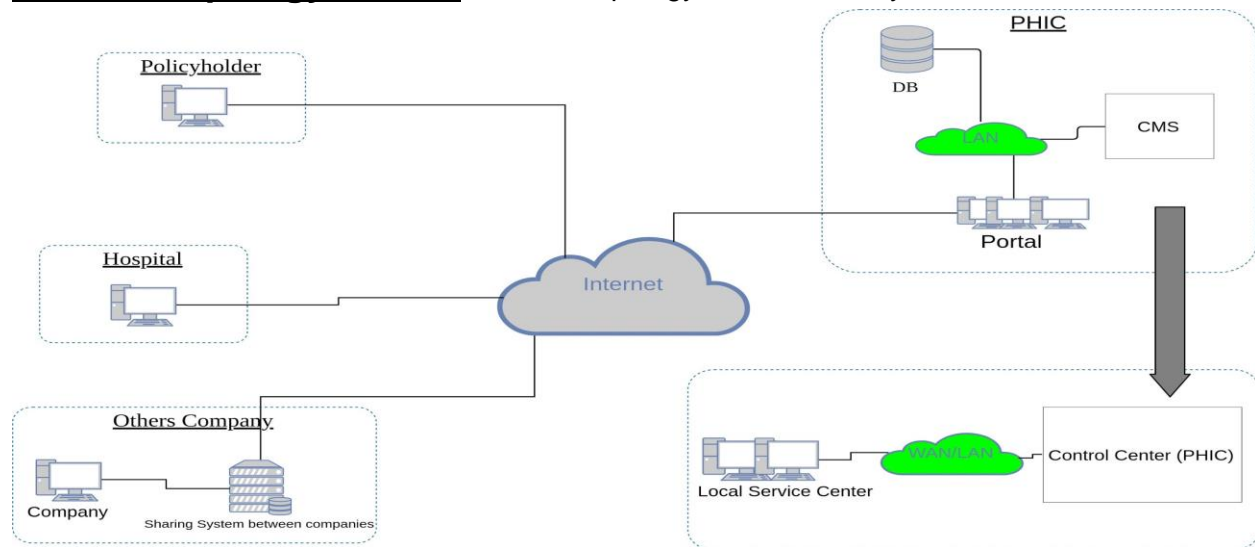 PHIC
Policyholder
DB
CMS
LAN
Portal
Hospital
Internet
Others Company
Company
Sharing System between companies
WAN/LAN
Control Center (PHIC)
Local Service Center